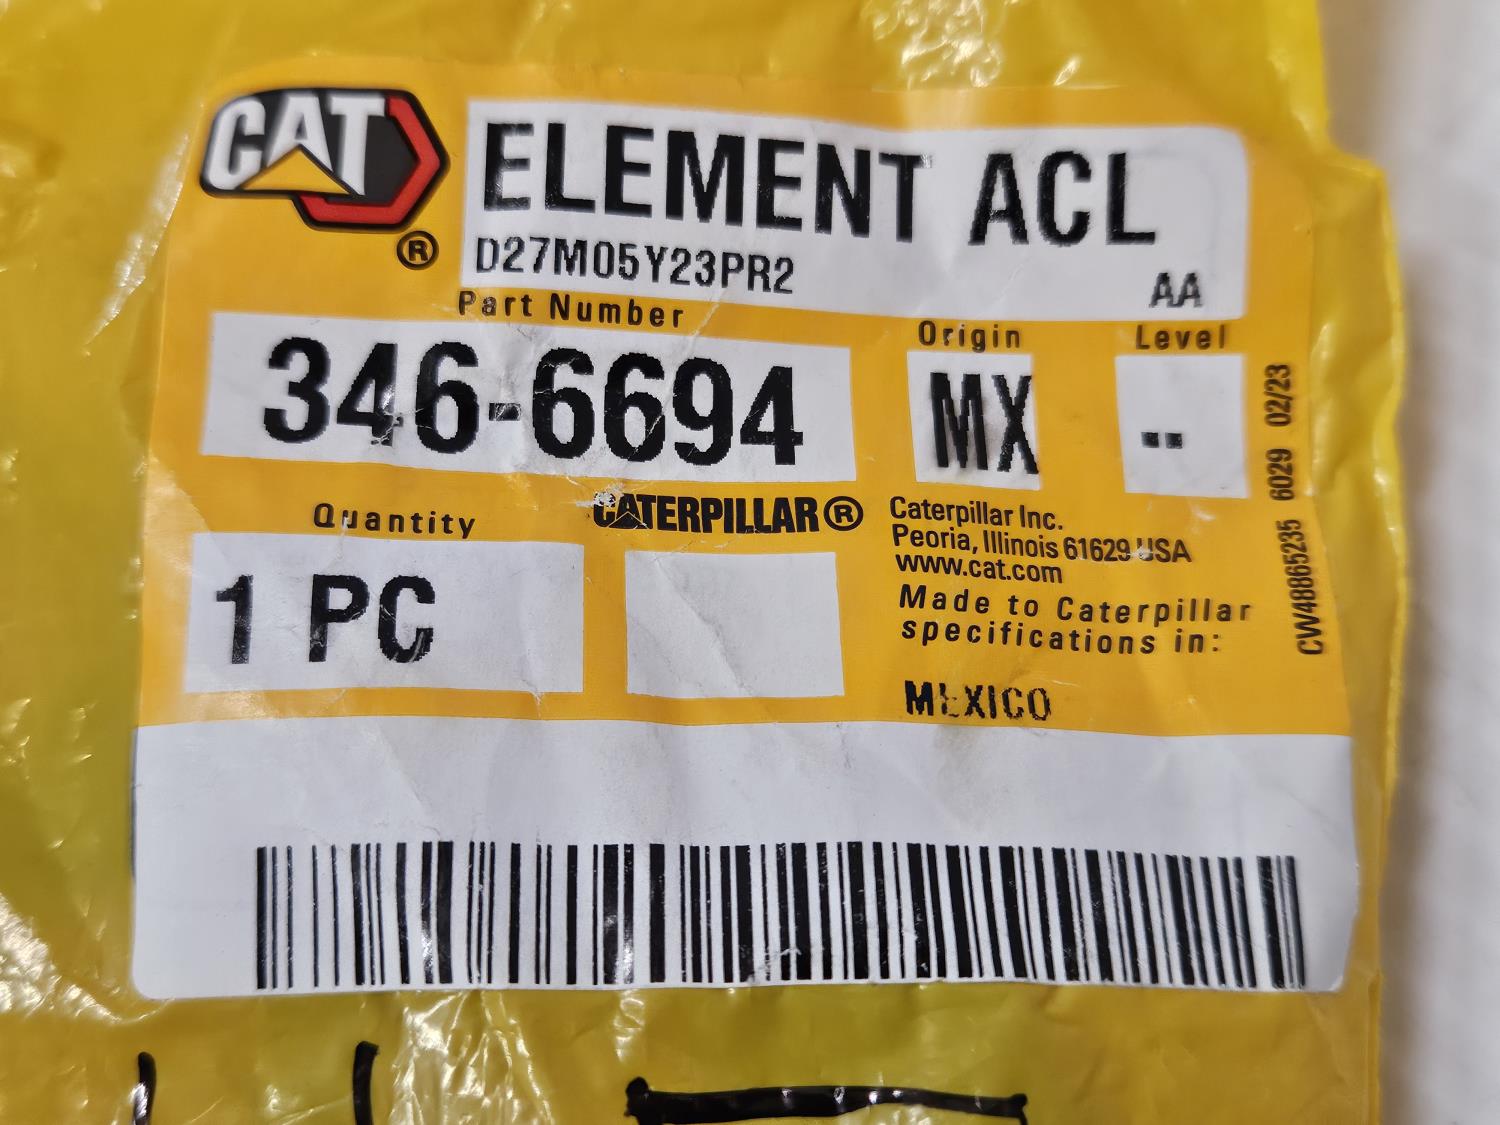 CAT
®
ELEMENT ACL
D27M05Y23PR2
AA
Part Number
Origin
Level
346-6694
MX
--
Quantity
CATERPILLAR®
1 PC
Caterpillar Inc.
Peoria, Illinois 61629 USA
www.cat.com
Made to Caterpillar
specifications in:
MEXICO
CW48865235 6029 02/23